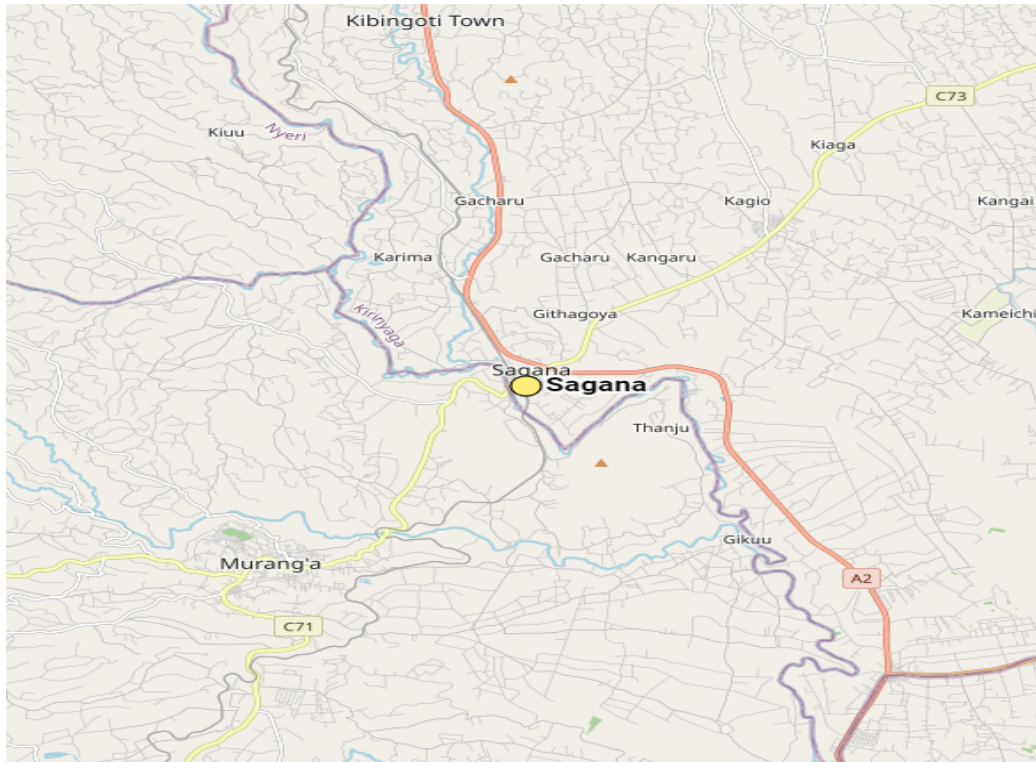 Kibingoti Town
C73
Kiuu
Nyeri
Kiaga
Gacharu
Kagio
Kangai
Karima
Gacharu
Kangaru
Kirinyaga
Githagoya
Kameichi
Sagana
Sagana
Thanju
Gikuu
Murang'a
A2
C71